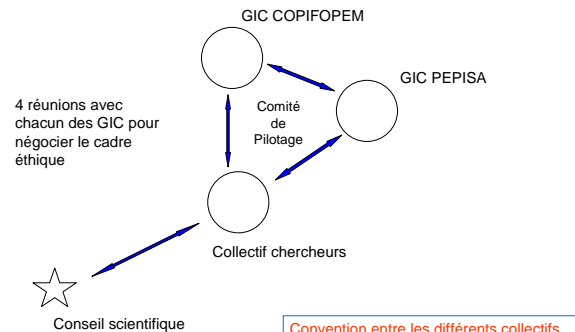 GIC COPIFOPEM
GIC PEPISA
4 réunions avec
chacun des GIC pour
négocier le cadre
éthique
Comité
de
Pilotage
Collectif chercheurs
Conseil scientifique
Convention entre les différents collectifs